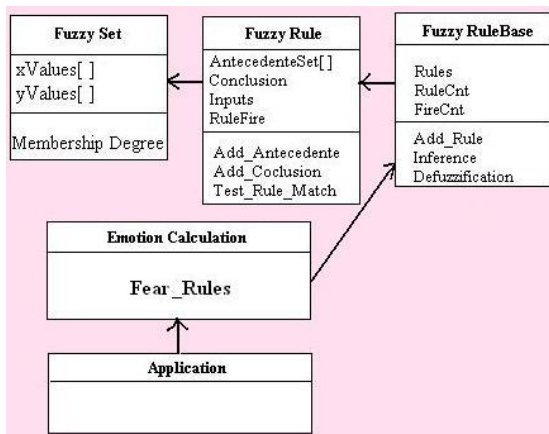 Fuzzy Set
xValues[ ]
yValues[ ]
Membership Degree
Fuzzy Rule
AntecedenteSet[ ]
Conclusion
Inputs
RuleFire
Add_Antecedente
Add_Coclusion
Test_Rule_Match
Fuzzy RuleBase
Rules
RuleCnt
FireCnt
Add_Rule
Inference
Defuzzification
Emotion Calculation
Fear_Rules
Application